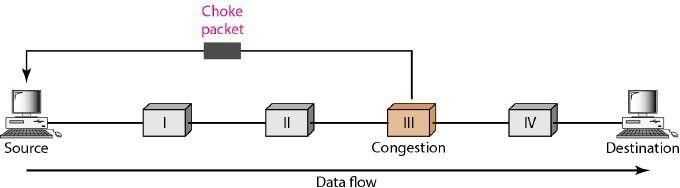 Choke
packet
I
II
III
IV
Source
Congestion
Destination
Data flow